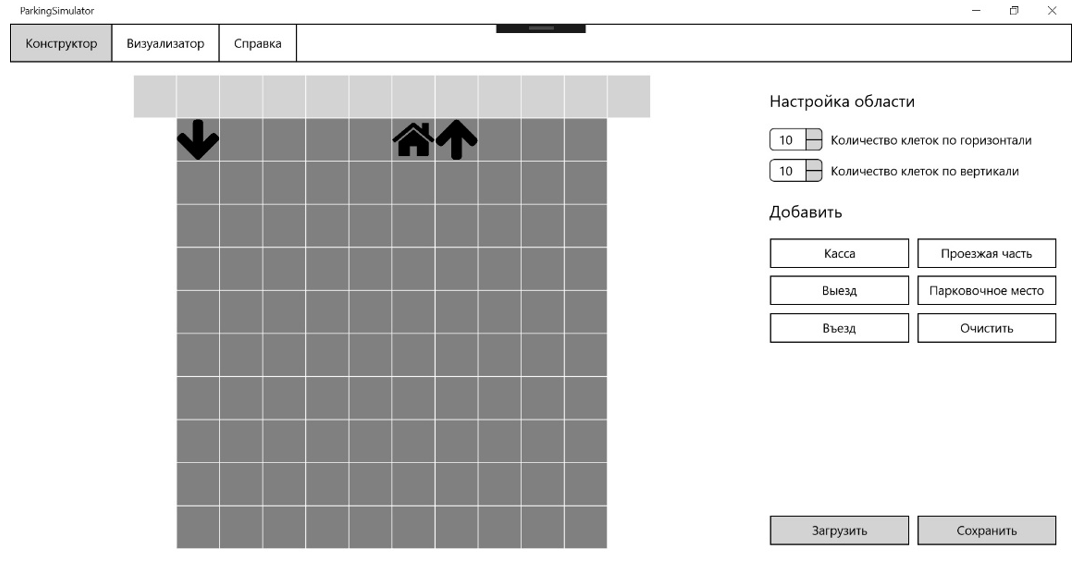 ParkingSimulator
Конструктор Визуализатор Справка
Настройка области
10 Количество клеток по горизонтали
10 Количество клеток по вертикали
Добавить
Касса Проезжая часть
Выезд Парковочное место
Въезд Очистить
Загрузить Сохранить